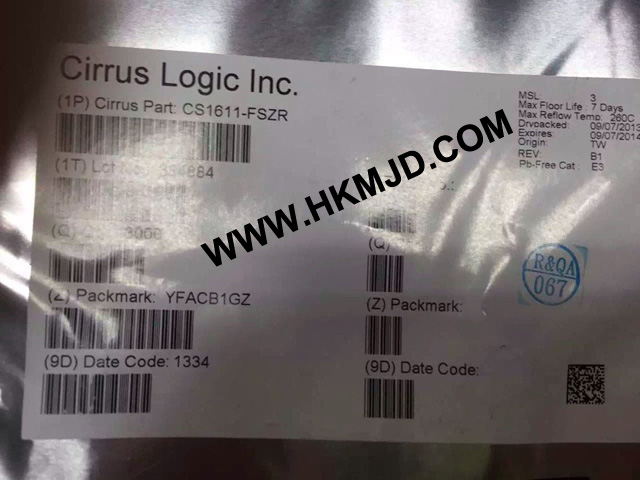 Cirrus Logic Inc.
(1P) Cirrus Part: CS1611-FSZR
(1T) Lot
(Q) 3000
(Z) Packmark: YFACB1GZ
(9D) Date Code: 1334
MSL: 3
Max Floor Life : 7 Days
Max Reflow Temp: 260C
Drypacked: 09/07/2013
Expires 09/07/2014
Origin: TW
REV: B1
Pb-Free Cat : E3
(Q)
(Z) Packmark:
(9D) Date Code:
R&QA
067
WWW.HKMJD.COM